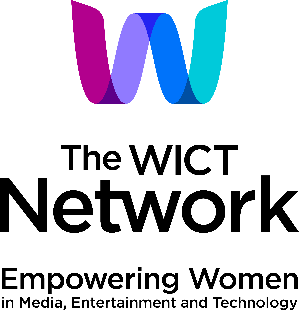 The WICT
Network
Empowering Women
in Media, Entertainment and Technology